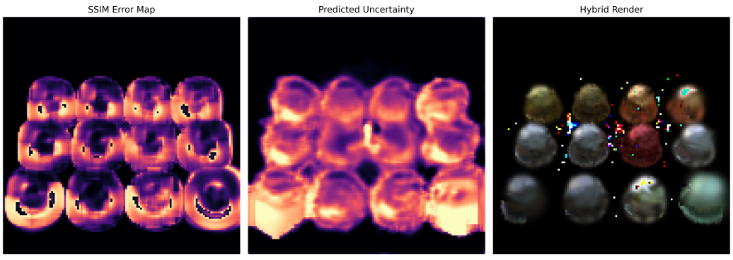 SSIM Error Map
Predicted Uncertainty
Hybrid Render